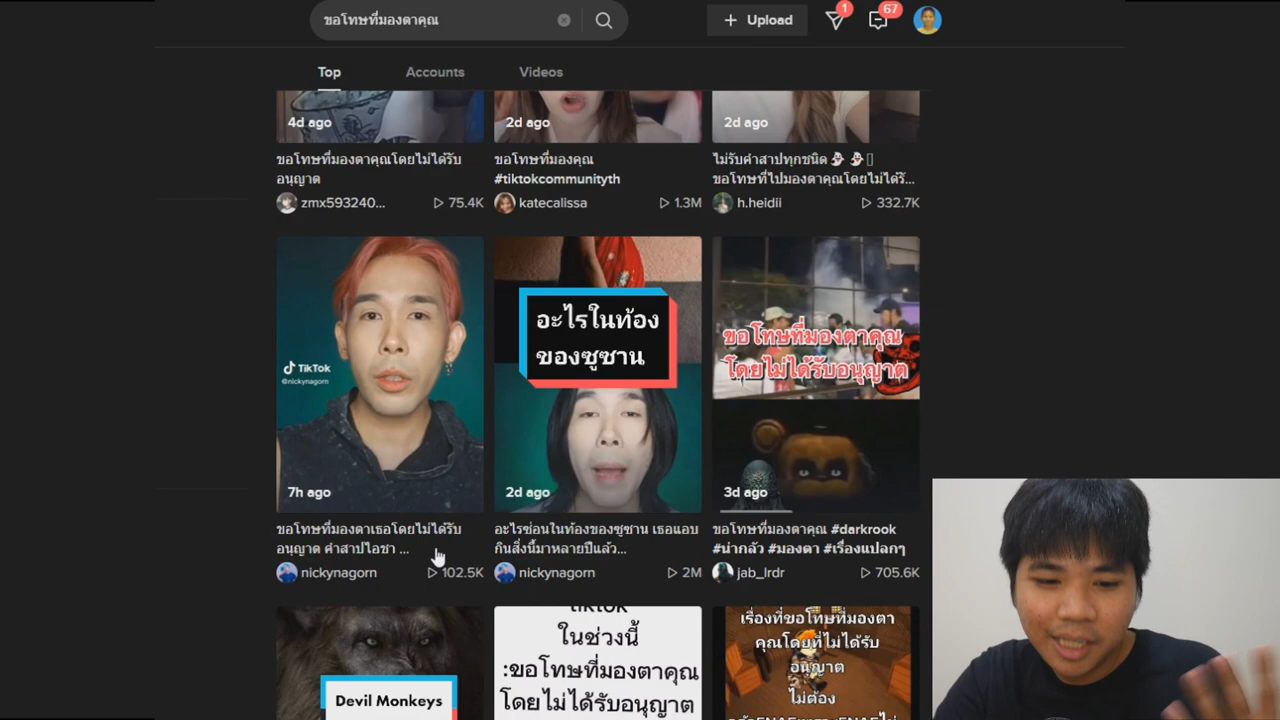 ขอโทษที่มองตาคุณ
Upload
1
67
Top
Accounts
Videos
4d ago
2d ago
2d ago
ขอโทษที่มองตาคุณโดยไม่ได้รับ
อนุญาต
zmx593240...
75.4K
ขอโทษที่มองคุณ
#tiktokcommunityth
katecalissa
1.3M
ไม่รับคำสาปทุกชนิด
ขอโทษที่ไปมองตาคุณโดยไม่ได้รั...
h.heidii
332.7K
TikTok
@nickynagorn
7h ago
อะไรในท้อง
ของซูซาน
2d ago
ขอโทษที่มองตาคุณ
โดยไม่ได้รับอนุญาต
3d ago
ขอโทษที่มองตาเธอโดยไม่ได้รับ
อนุญาต คำสาปไอชา ...
nickynagorn
102.5K
อะไรซ่อนในท้องของซูซาน เธอแอบ
กินสิ่งนี้มาหลายปีแล้ว...
nickynagorn
2M
ขอโทษที่มองตาคุณ #darkrook
#น่ากลัว #มองตา #เรื่องแปลกๆ
jab_lrdr
705.6K
Devil Monkeys
tiktok
ในช่วงนี้
:ขอโทษที่มองตาคุณ
โดยไม่ได้รับอนุญาต
เรื่องที่ขอโทษที่มองตา
คุณโดยที่ไม่ได้รับ
อนุญาต
ไม่ต้อง